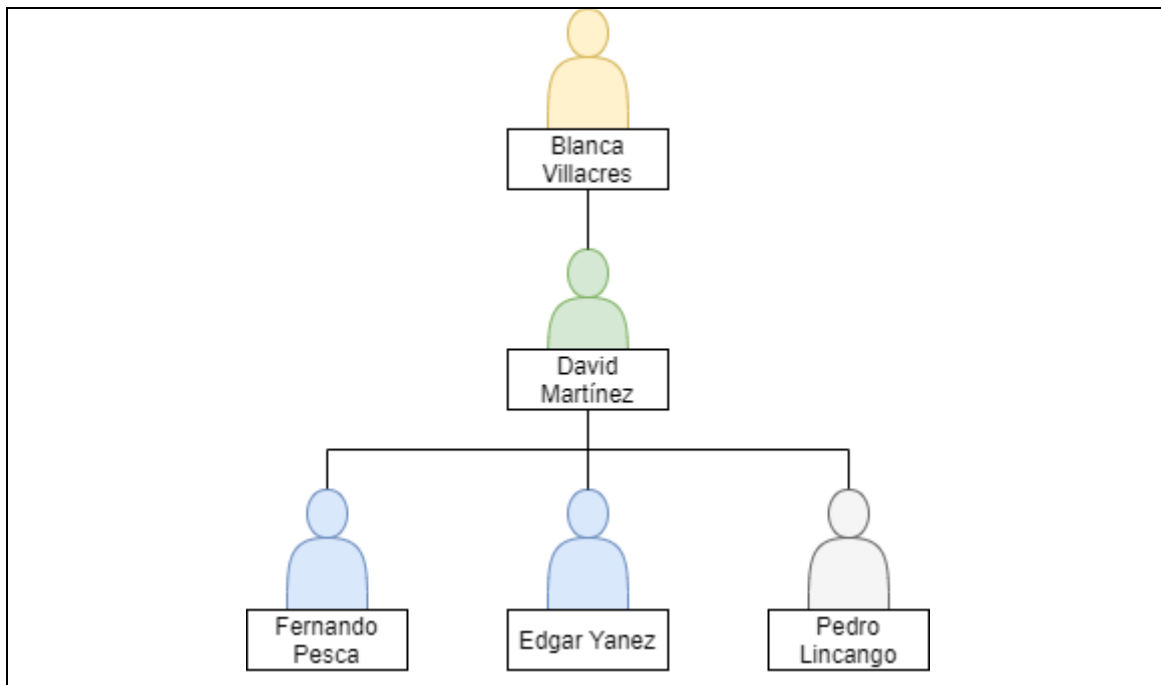 Blanca
Villacres
David
Martínez
Fernando
Pesca
Edgar Yanez
Pedro
Lincango